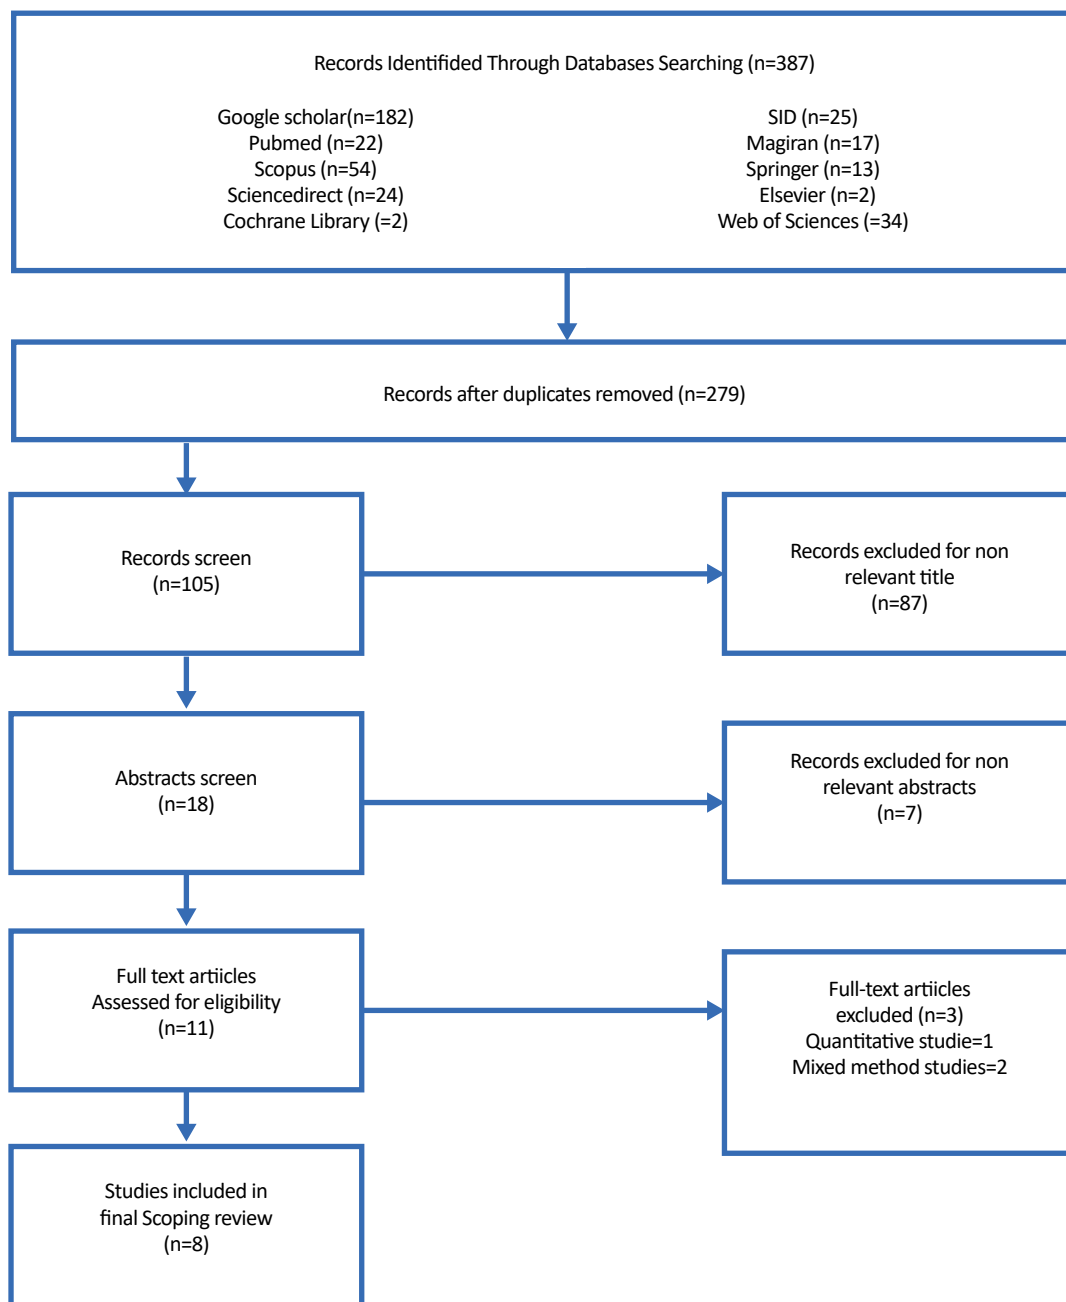 Records Identifided Through Databases Searching (n=387)
Google scholar(n=182)
Pubmed (n=22)
Scopus (n=54)
Sciencedirect (n=24)
Cochrane Library (=2)
SID (n=25)
Magiran (n=17)
Springer (n=13)
Elsevier (n=2)
Web of Sciences (=34)
Records after duplicates removed (n=279)
Records screen
(n=105)
Records excluded for non
relevant title
(n=87)
Abstracts screen
(n=18)
Records excluded for non
relevant abstracts
(n=7)
Full text artiicles
Assessed for eligibility
(n=11)
Full-text artiicles
excluded (n=3)
Quantitative studie=1
Mixed method studies=2
Studies included in
final Scoping review
(n=8)